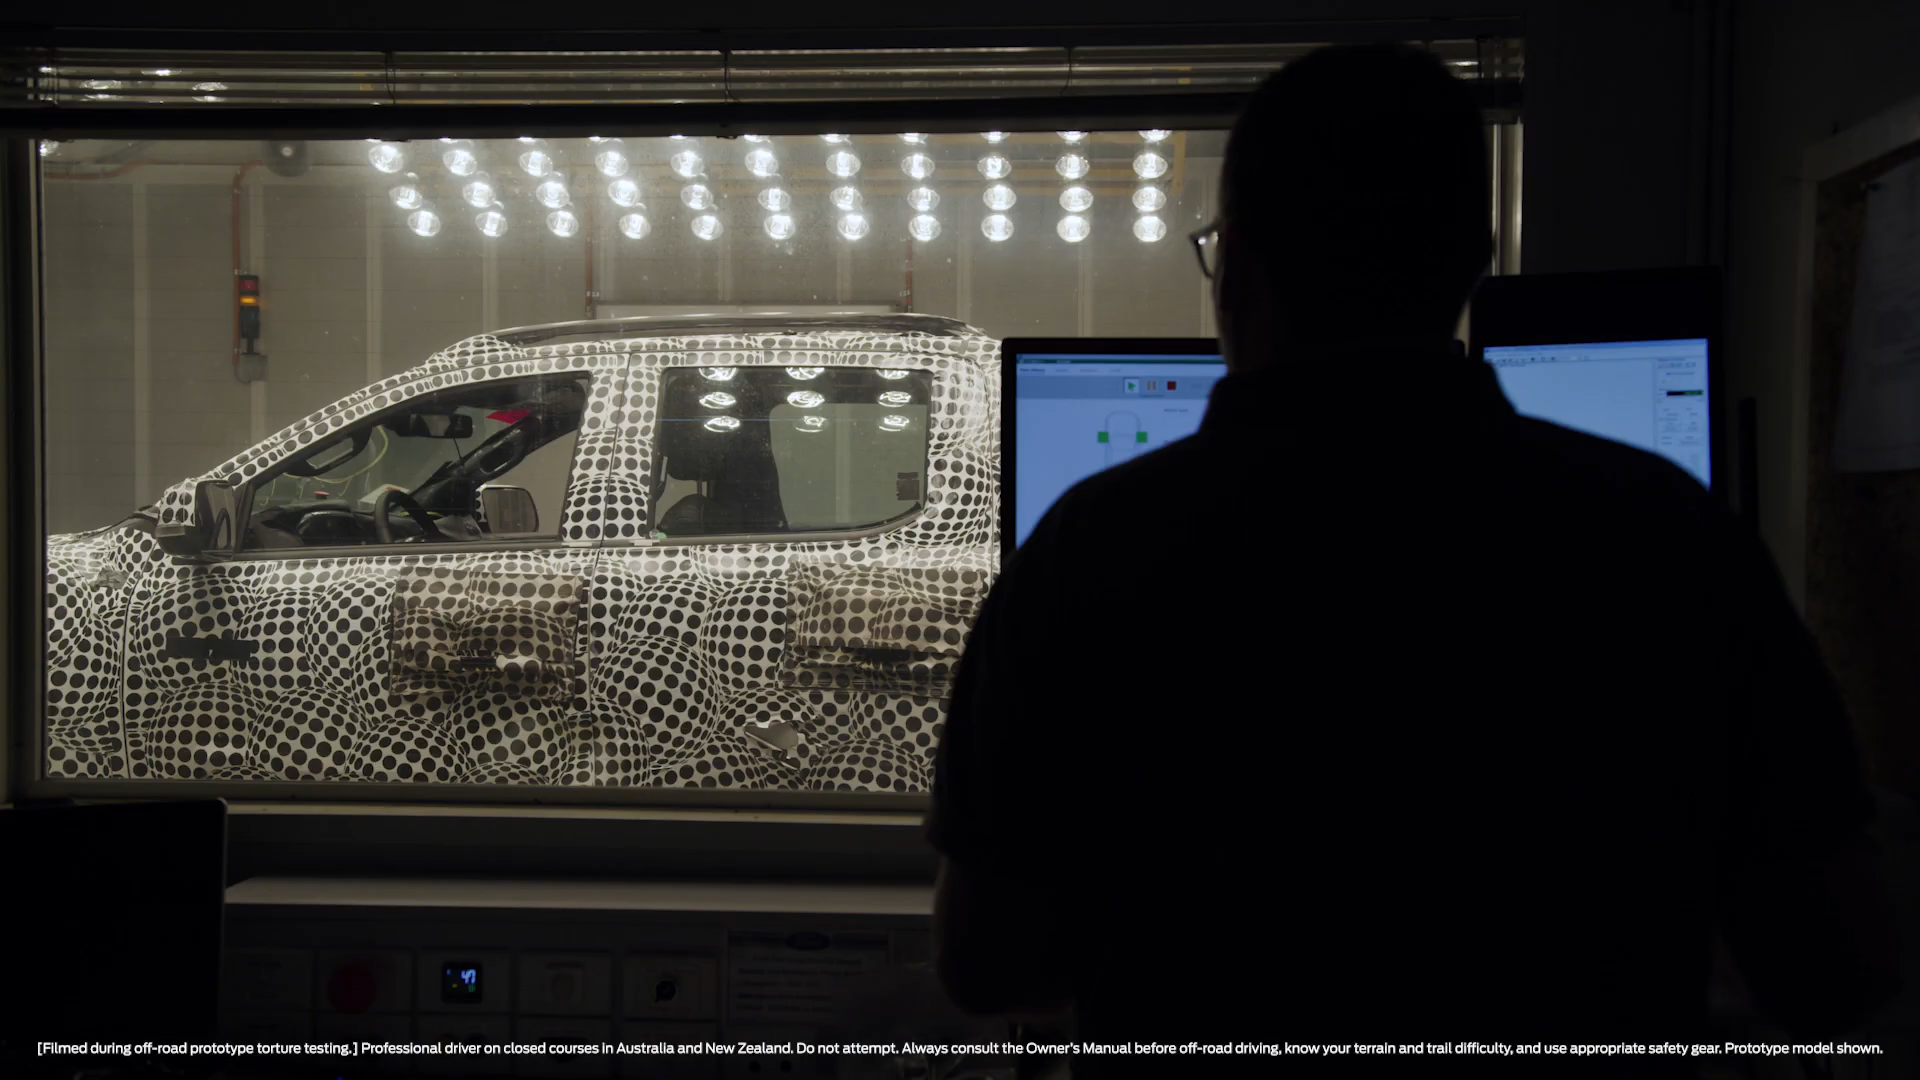 47
[Filmed during off-road prototype torture testing.] Professional driver on closed courses in Australia and New Zealand. Do not attempt. Always consult the Owner's Manual before off-road driving, know your terrain and trail difficulty, and use appropriate safety gear. Prototype model shown.